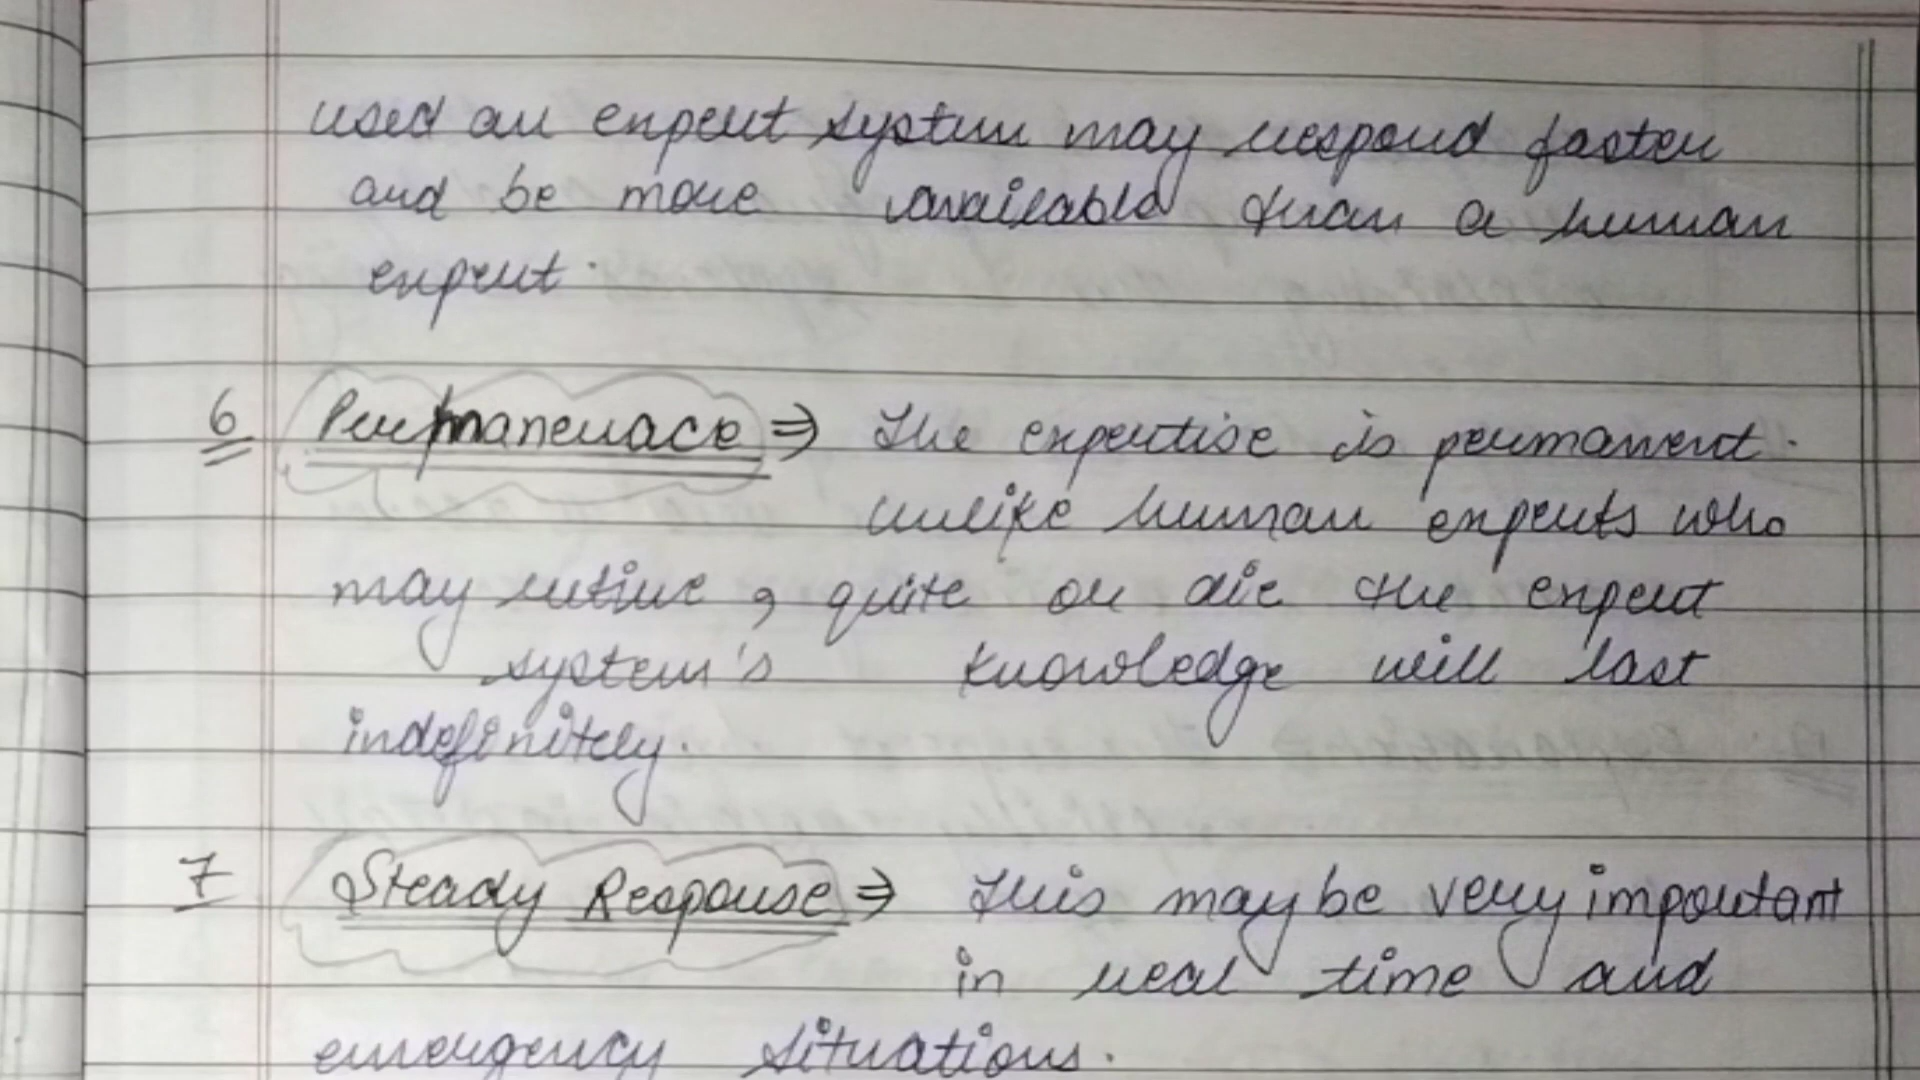 used an expert system may respond faster
and be more available than a human
expert.
6 Permanenace ⇒ The expertise is permanent.
unlike human experts who
may retire, quite or die the expert
system's knowledge will last
indefinitely.
7 Steady Response ⇒ This may be very important
in real time and
emergency situations.